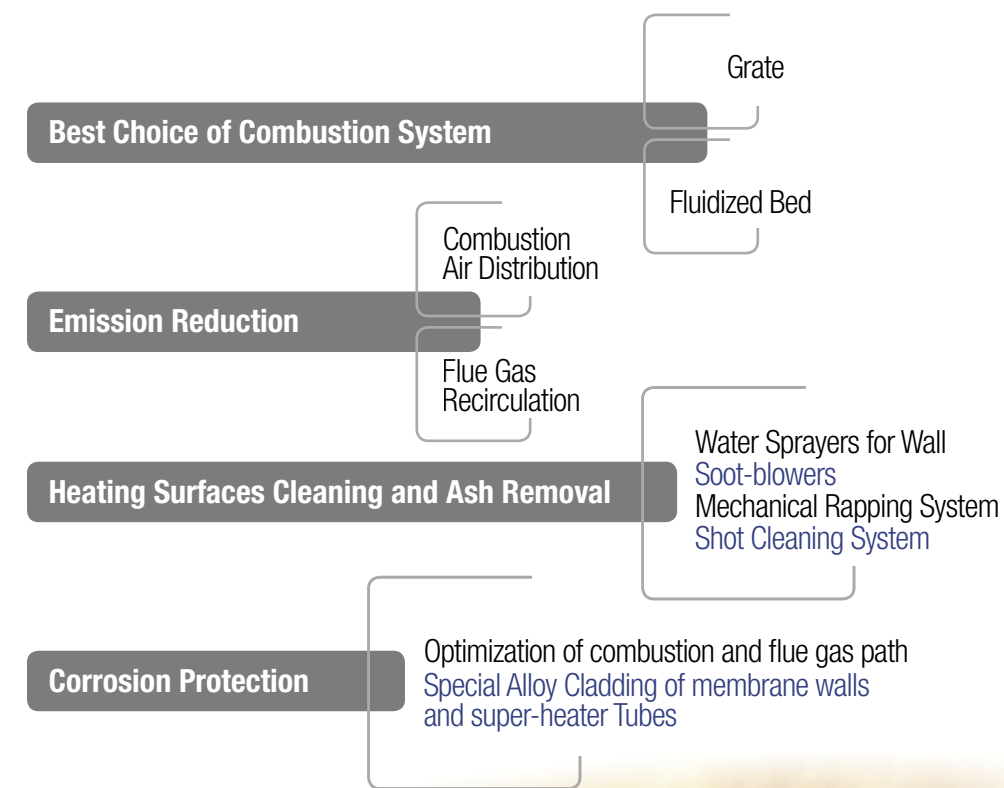 Best Choice of Combustion System
Grate
Fluidized Bed
Emission Reduction
Combustion
Air Distribution
Flue Gas
Recirculation
Heating Surfaces Cleaning and Ash Removal
Water Sprayers for Wall
Soot-blowers
Mechanical Rapping System
Shot Cleaning System
Corrosion Protection
Optimization of combustion and flue gas path
Special Alloy Cladding of membrane walls
and super-heater Tubes